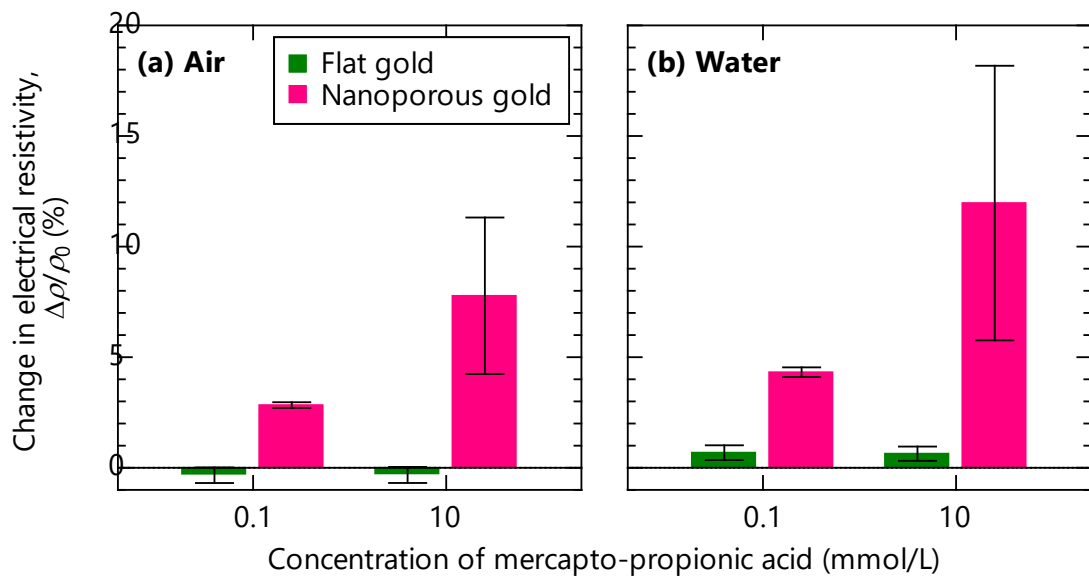 20
15
10
5
0
Change in electrical resistivity,
Δρ/ρ0 (%)
(a) Air
Flat gold
Nanoporous gold
(b) Water
0.1
10
0.1
10
Concentration of mercapto-propionic acid (mmol/L)